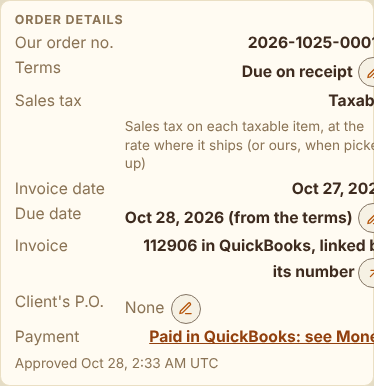 ORDER DETAILS
Our order no. 2026-1025-0001
Terms Due on receipt
Sales tax Taxab
Sales tax on each taxable item, at the
rate where it ships (or ours, when picke
up)
Invoice date Oct 27, 202
Due date Oct 28, 2026 (from the terms)
Invoice 112906 in QuickBooks, linked b
its number
Client's P.O. None
Payment Paid in QuickBooks: see Mone
Approved Oct 28, 2:33 AM UTC